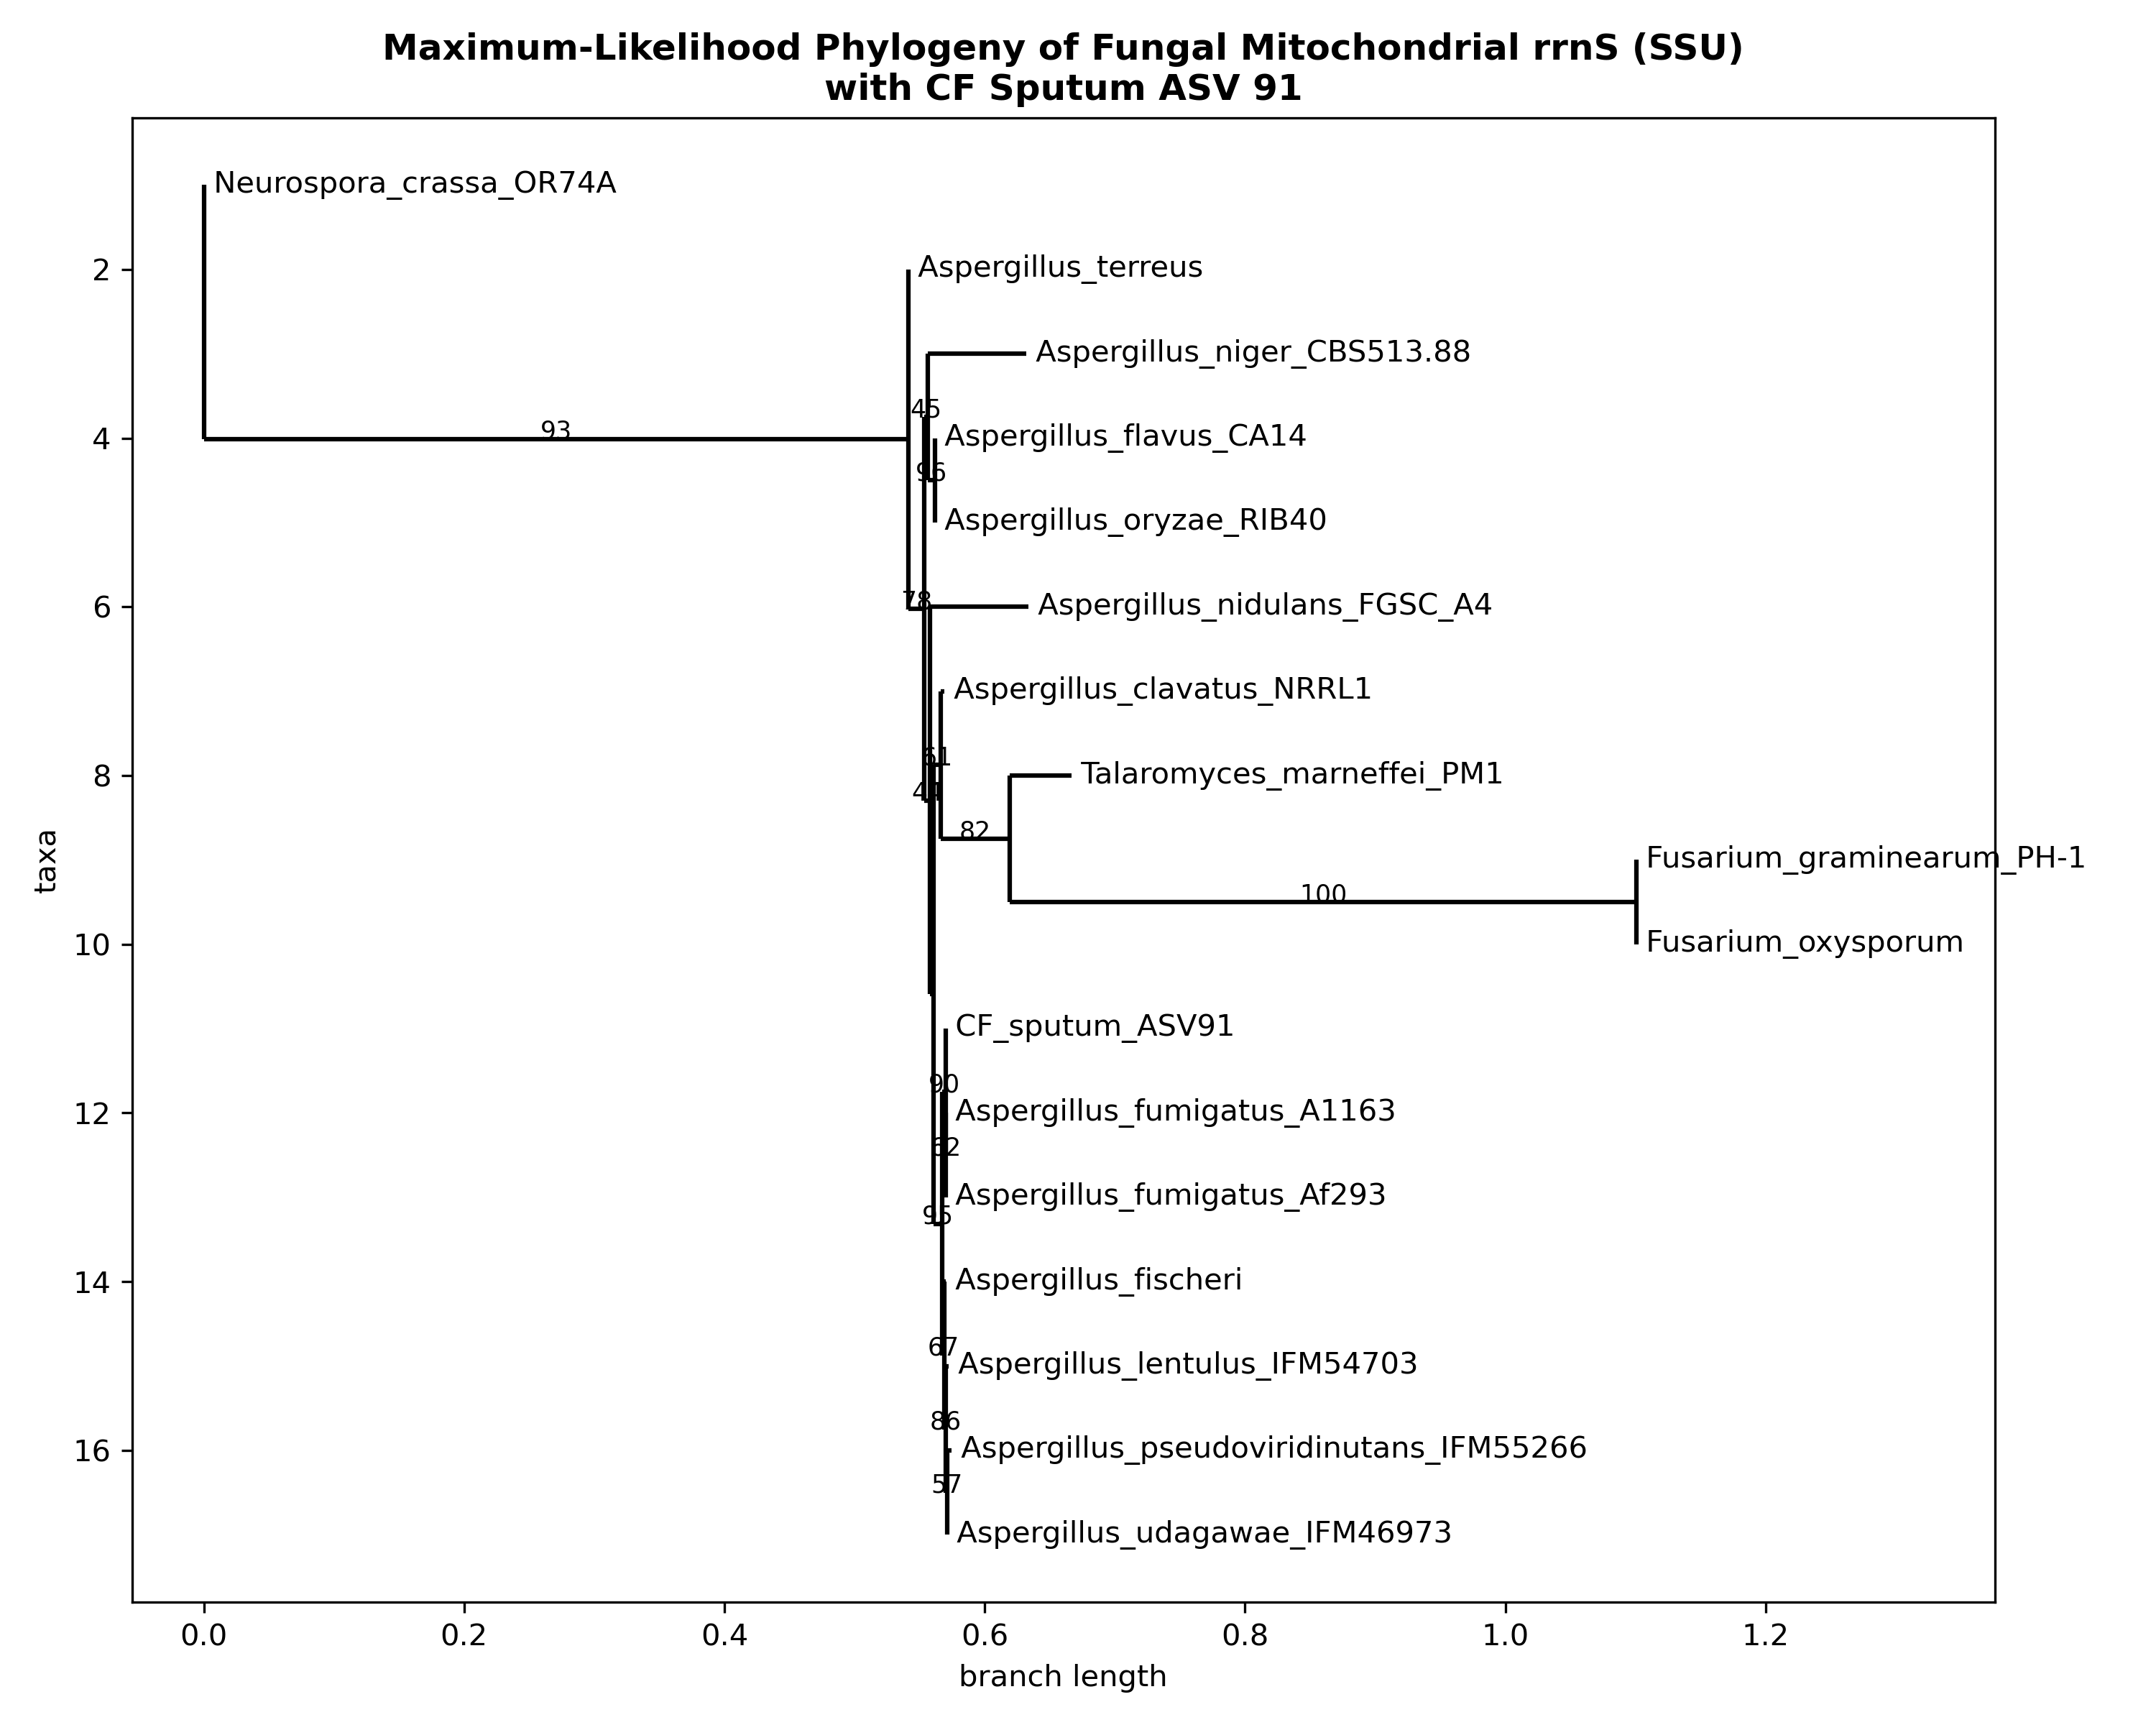 Maximum-Likelihood Phylogeny of Fungal Mitochondrial rrnS (SSU)
with CF Sputum ASV 91
Neurospora_crassa_OR74A
2
Aspergillus_terreus
Aspergillus_niger_CBS513.88
45
93
4
Aspergillus_flavus_CA14
96
Aspergillus_oryzae_RIB40
78
6
Aspergillus_nidulans_FGSC_A4
Aspergillus_clavatus_NRRL1
61
8
Talaromyces_marneffei_PM1
44
82
taxa
Fusarium_graminearum_PH-1
100
10
Fusarium_oxysporum
CF_sputum_ASV91
90
12
Aspergillus_fumigatus_A1163
62
Aspergillus_fumigatus_Af293
95
14
Aspergillus_fischeri
67
Aspergillus_lentulus_IFM54703
86
16
Aspergillus_pseudoviridinutans_IFM55266
57
Aspergillus_udagawae_IFM46973
0.0 0.2 0.4 0.6 0.8 1.0 1.2
branch length